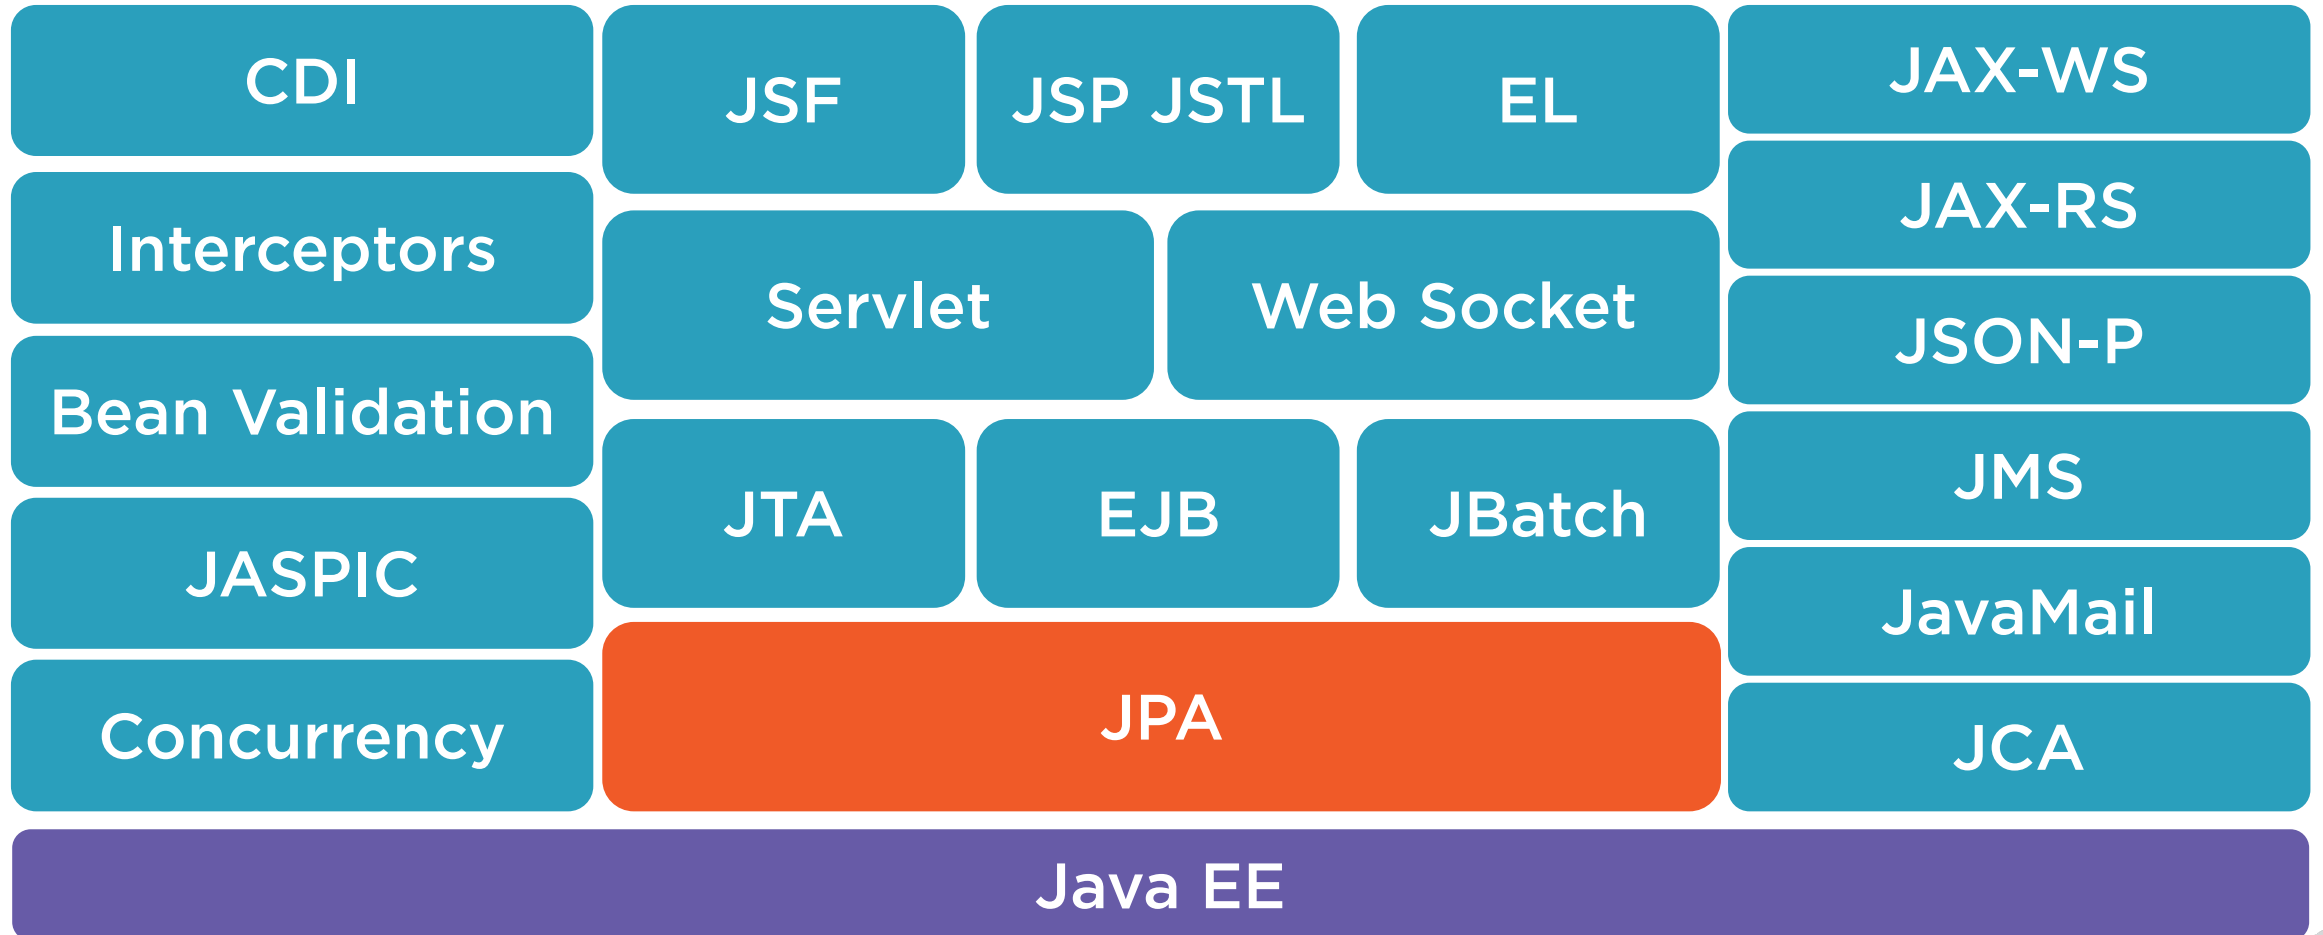 CDI
Interceptors
Bean Validation
JASPIC
Concurrency
JSF
JSP JSTL
EL
Servlet
Web Socket
JTA
EJB
JBatch
JPA
JAX-WS
JAX-RS
JSON-P
JMS
JavaMail
JCA
Java EE